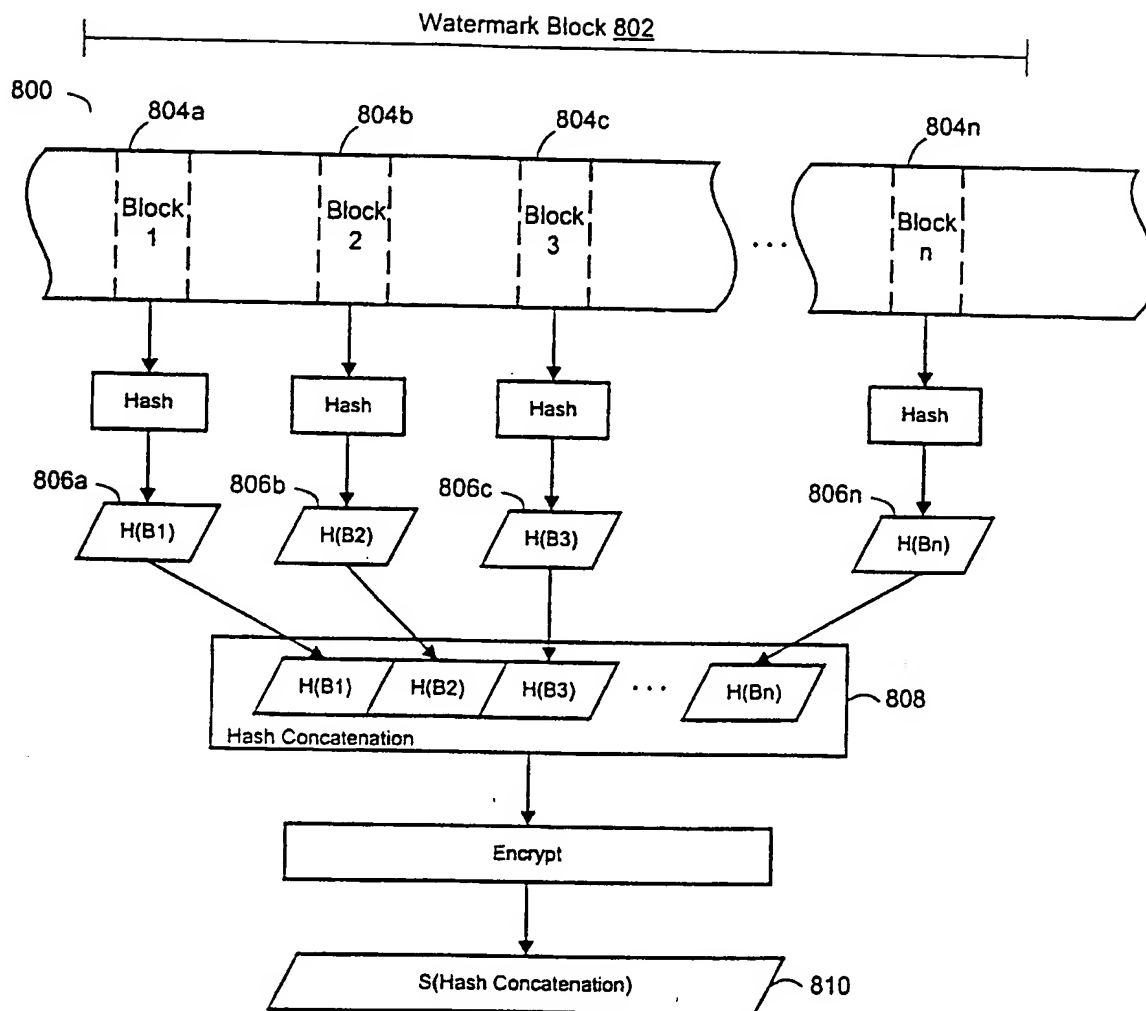 Watermark Block 802
800
804a
804b
804c
804n
Block
1
Block
2
Block
3
...
Block
n
Hash
Hash
Hash
Hash
806a
806b
806c
806n
H(B1)
H(B2)
H(B3)
H(Bn)
H(B1)
H(B2)
H(B3)
...
H(Bn)
808
Hash Concatenation
Encrypt
S(Hash Concatenation)
810